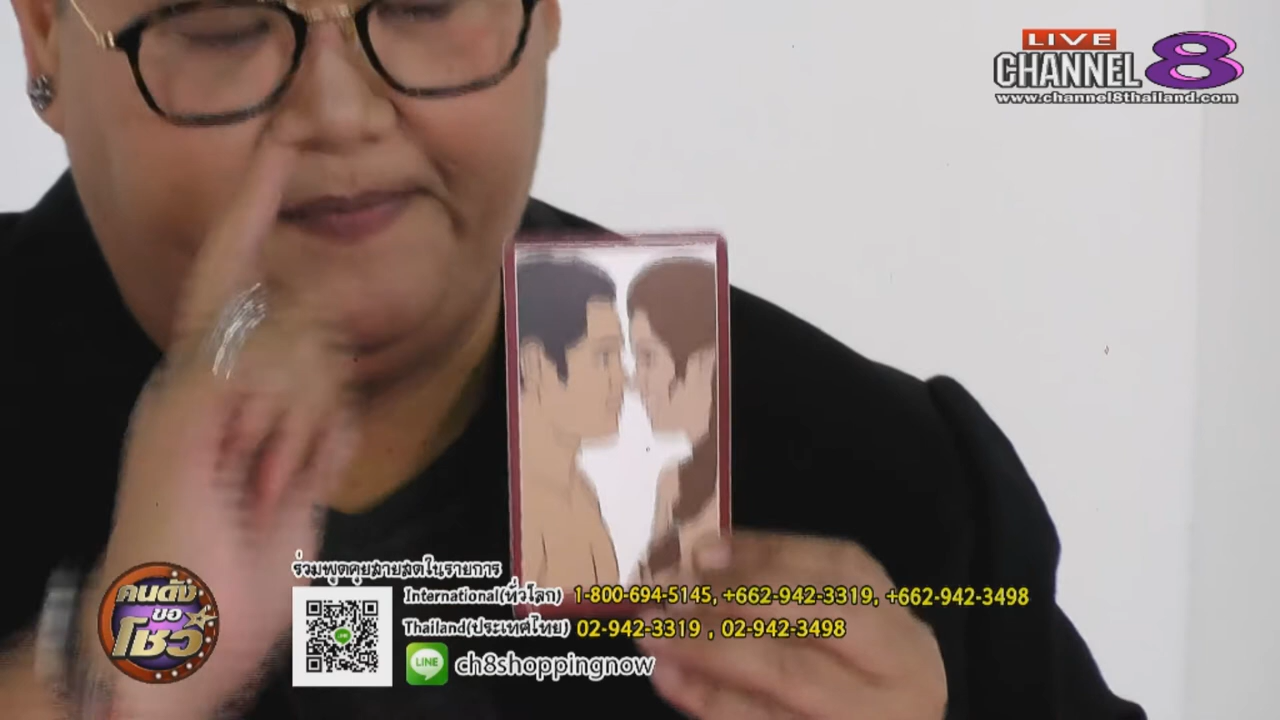 LIVE
CHANNEL 8
www.channel8thailand.com
ร่วมพูดคุยสายสดในรายการ
International(ทั่วโลก) 1-800-694-5145, +662-942-3319, +662-942-3498
Thailand(ประเทศไทย) 02-942-3319 , 02-942-3498
LINE ch8shoppingnow
คนดัง
ขอ
โชว์